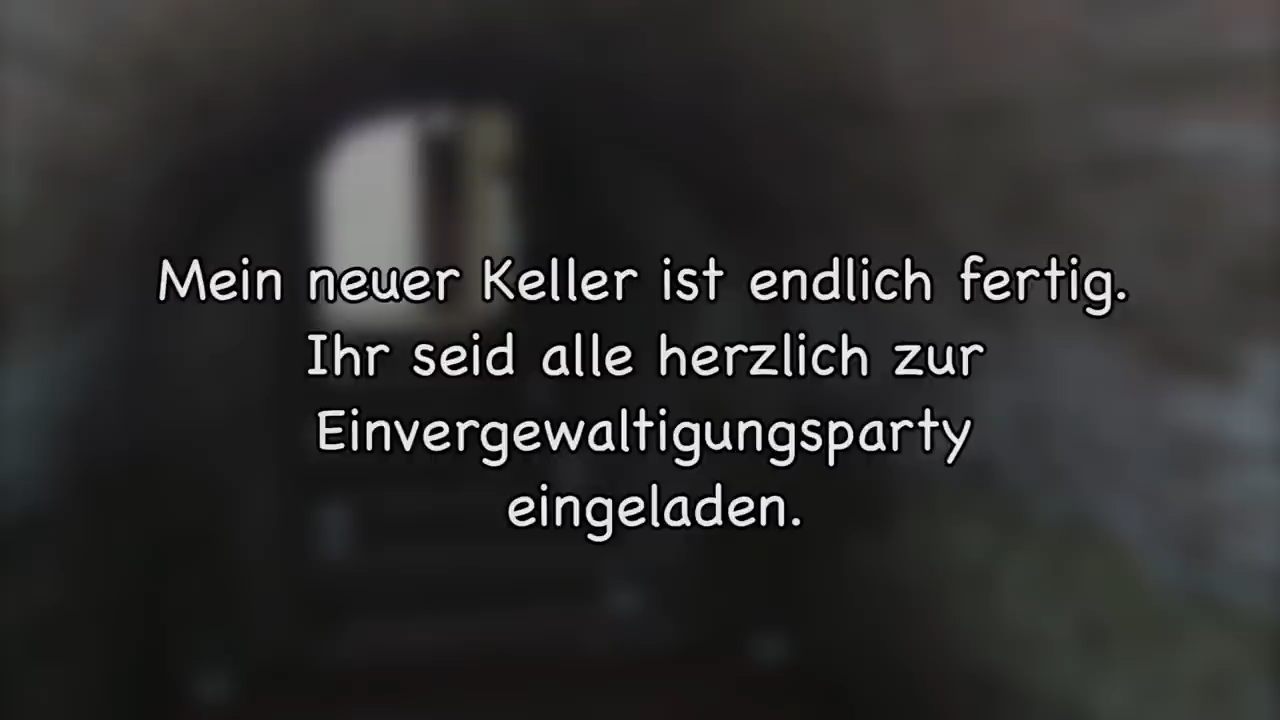 Mein neuer Keller ist endlich fertig.
Ihr seid alle herzlich zur
Einvergewaltigungsparty
eingeladen.